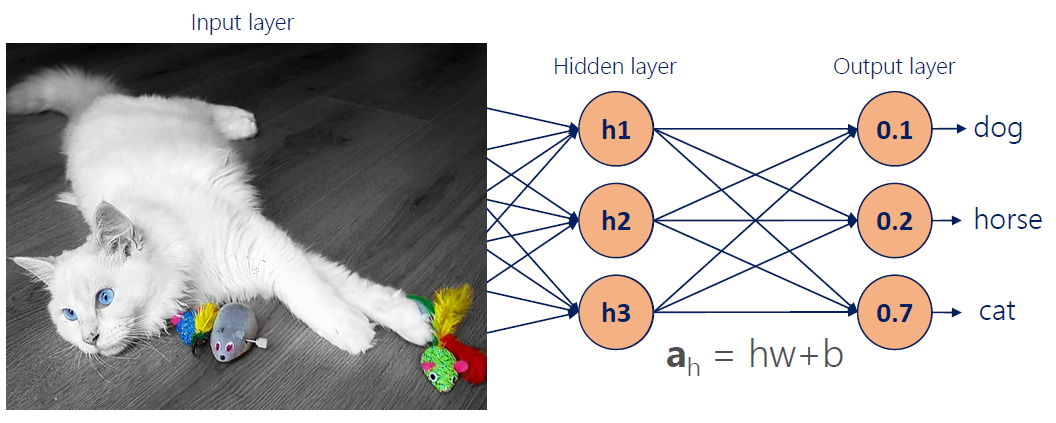 Input layer
Hidden layer
Output layer
h1
0.1
dog
h2
0.2
horse
h3
0.7
cat
aₕ = hw+b